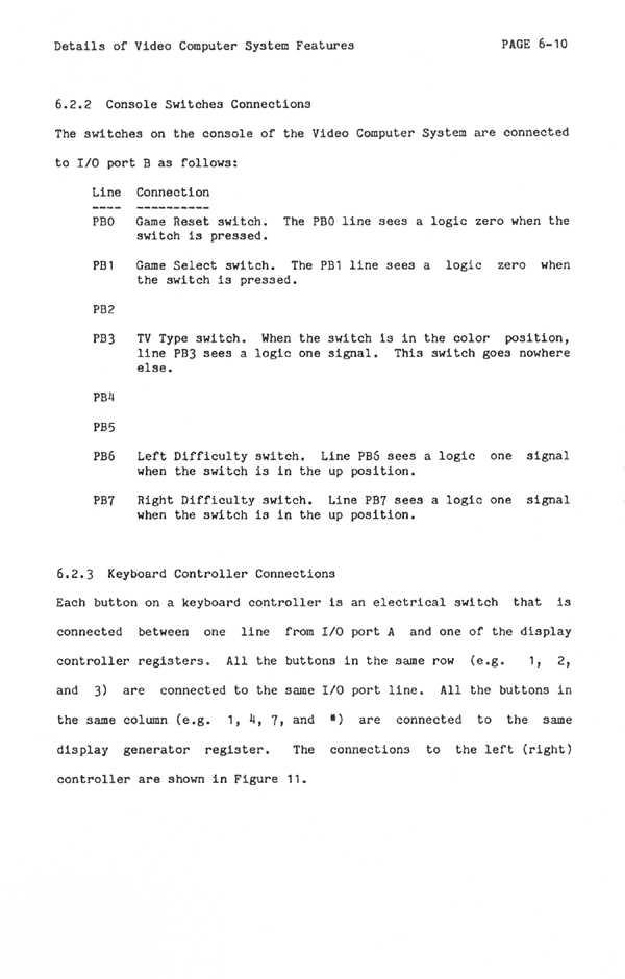 Details of Video Computer System Features PAGE 6-10
6.2.2 Console Switches Connections
The switches on the console of the Video Computer System are connected
to I/O port B as follows:
Line Connection
---- ----------
PB0 Game Reset switch. The PB0 line sees a logic zero when the
switch is pressed.
PB1 Game Select switch. The PB1 line sees a logic zero when
the switch is pressed.
PB2
PB3 TV Type switch. When the switch is in the color position,
line PB3 sees a logic one signal. This switch goes nowhere
else.
PB4
PB5
PB6 Left Difficulty switch. Line PB6 sees a logic one signal
when the switch is in the up position.
PB7 Right Difficulty switch. Line PB7 sees a logic one signal
when the switch is in the up position.
6.2.3 Keyboard Controller Connections
Each button on a keyboard controller is an electrical switch that is
connected between one line from I/O port A and one of the display
controller registers. All the buttons in the same row (e.g. 1, 2,
and 3) are connected to the same I/O port line. All the buttons in
the same column (e.g. 1, 4, 7, and *) are connected to the same
display generator register. The connections to the left (right)
controller are shown in Figure 11.